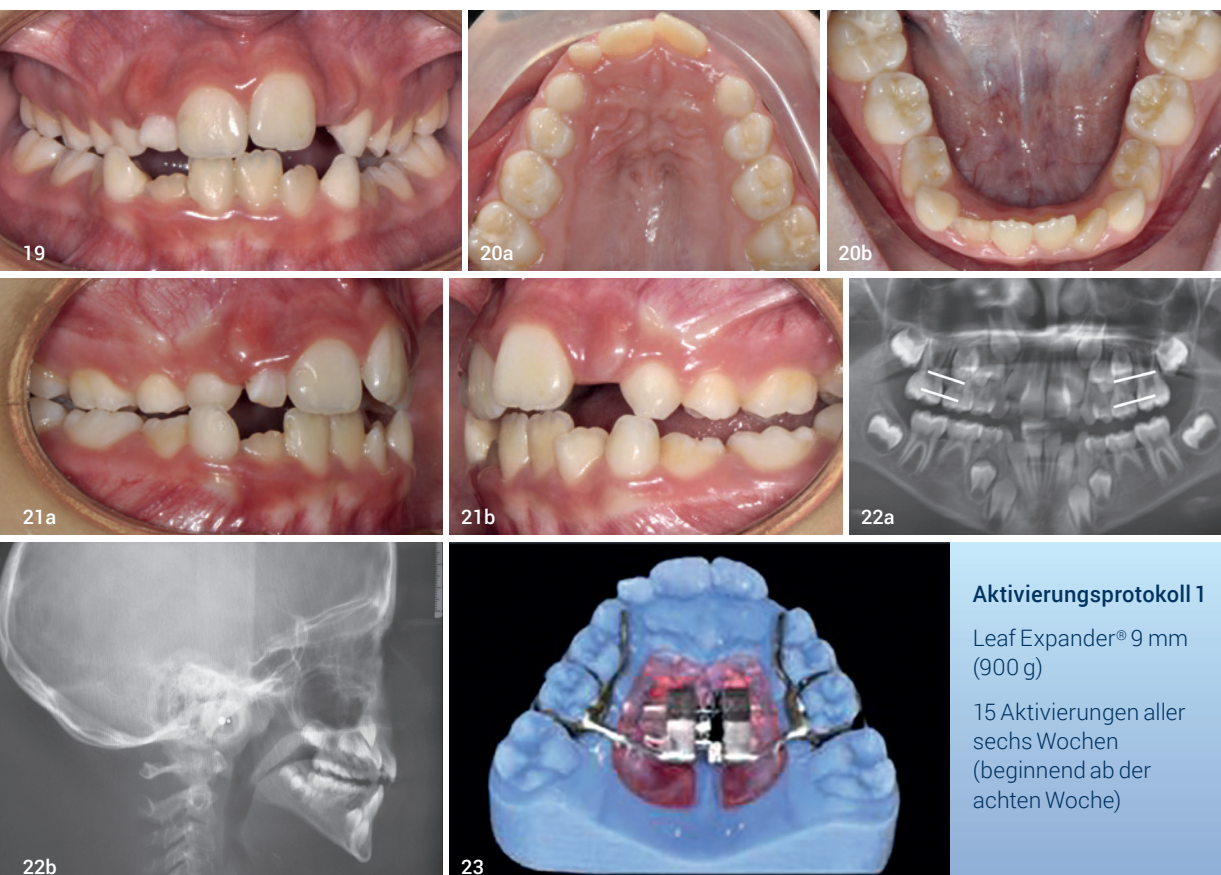 19
20a
20b
21a
21b
22a
22b
23
Aktivierungsprotokoll 1
Leaf Expander® 9 mm
(900 g)
15 Aktivierungen aller
sechs Wochen
(beginnend ab der
achten Woche)